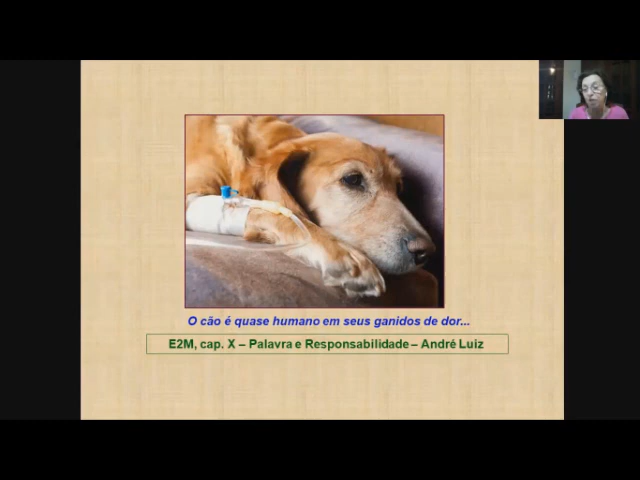 O cão é quase humano em seus ganidos de dor...
E2M, cap. X – Palavra e Responsabilidade – André Luiz